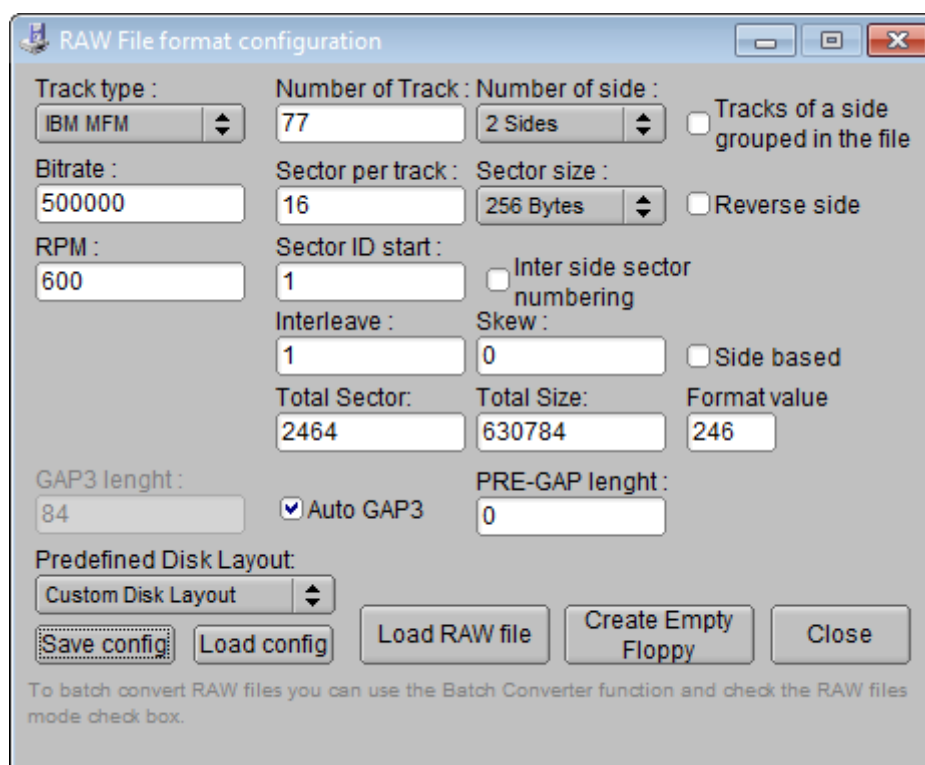 RAW File format configuration
Track type :
Number of Track :
Number of side :
IBM MFM
77
2 Sides
Tracks of a side
grouped in the file
Bitrate :
Sector per track :
Sector size :
500000
16
256 Bytes
Reverse side
RPM :
Sector ID start :
600
1
Inter side sector
numbering
Interleave :
Skew :
1
0
Side based
Total Sector:
Total Size:
Format value
2464
630784
246
GAP3 lenght :
PRE-GAP lenght :
84
Auto GAP3
0
Predefined Disk Layout:
Custom Disk Layout
Save config
Load config
Load RAW file
Create Empty
Floppy
Close
To batch convert RAW files you can use the Batch Converter function and check the RAW files
mode check box.